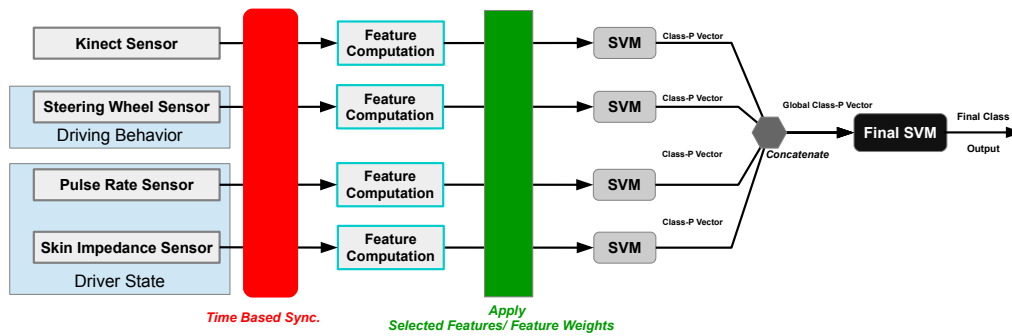 Kinect Sensor
Feature
Computation
SVM
Class-P Vector
Steering Wheel Sensor
Driving Behavior
Feature
Computation
SVM
Class-P Vector
Global Class-P Vector
Concatenate
Final SVM
Final Class
Output
Pulse Rate Sensor
Feature
Computation
SVM
Class-P Vector
Skin Impedance Sensor
Driver State
Feature
Computation
SVM
Class-P Vector
Time Based Sync.
Apply
Selected Features/ Feature Weights